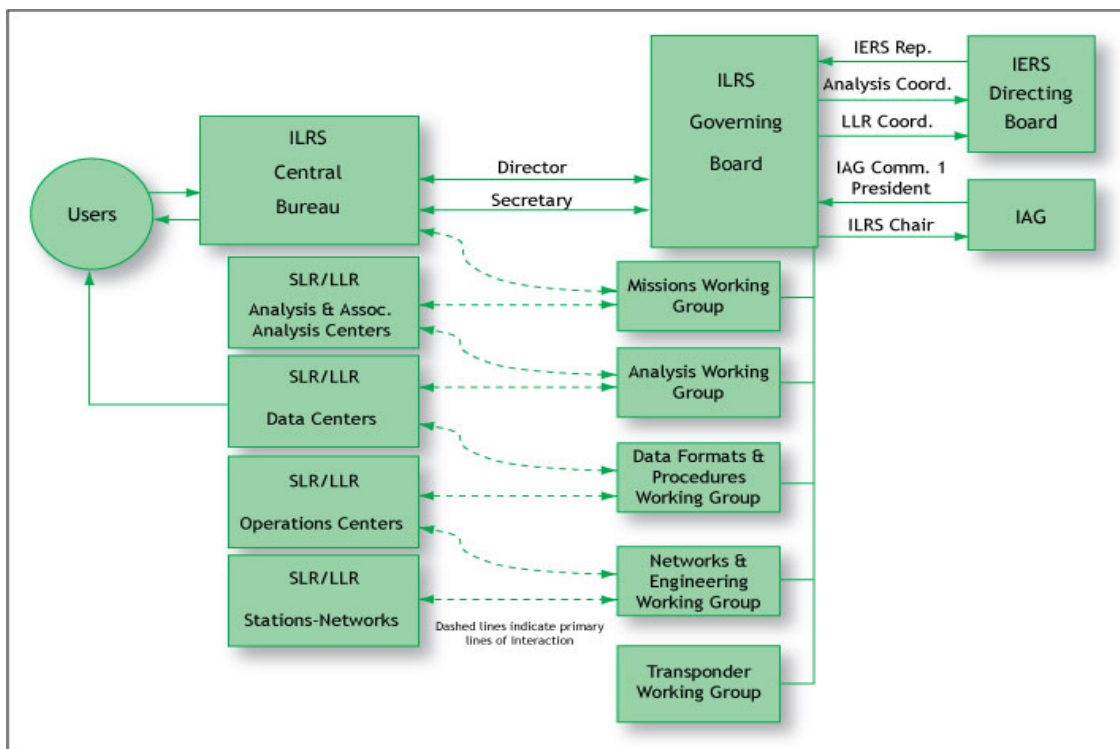 Users
ILRS
Central
Bureau
SLR/LLR
Analysis & Assoc.
Analysis Centers
SLR/LLR
Data Centers
SLR/LLR
Operations Centers
SLR/LLR
Stations-Networks
Director
Secretary
Dashed lines indicate primary
lines of interaction
ILRS
Governing
Board
Missions Working
Group
Analysis Working
Group
Data Formats &
Procedures
Working Group
Networks &
Engineering
Working Group
Transponder
Working Group
IERS Rep.
Analysis Coord.
LLR Coord.
IAG Comm. 1
President
ILRS Chair
IERS
Directing
Board
IAG